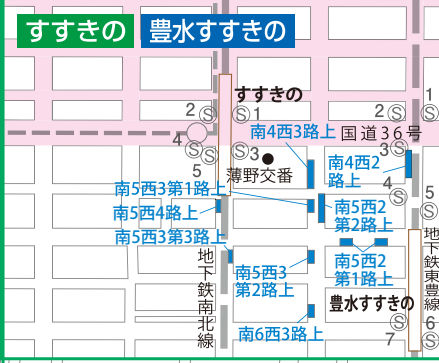 すすきの
豊水すすきの
すすきの
2 Ⓢ Ⓢ 1
2 Ⓢ
1
Ⓢ
南4西3路上
国道36号
4
Ⓢ
Ⓢ
Ⓢ 3
3 Ⓢ
南4西2
路上
5
薄野交番
4
Ⓢ
5
Ⓢ
南5西3第1路上
南5西4路上
南5西2
第2路上
南5西3第3路上
地下鉄南北線
南5西3
第2路上
南5西2
第1路上
地下鉄東豊線
豊水すすきの
南6西3路上
Ⓢ
7
6
Ⓢ